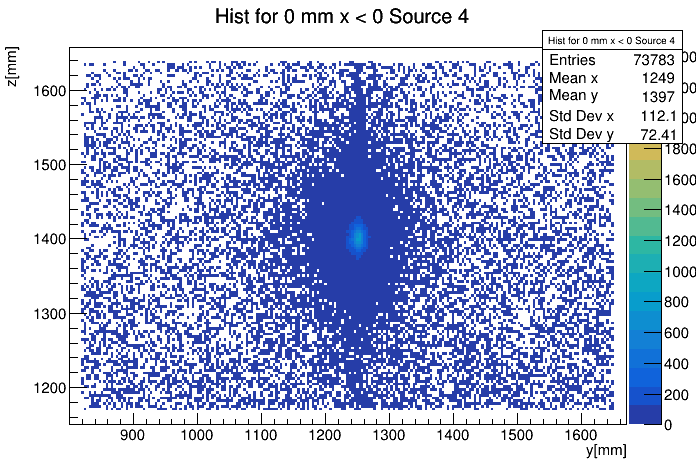 Hist for 0 mm x < 0 Source 4
Hist for 0 mm x < 0 Source 4
Entries 73783
Mean x 1249
Mean y 1397
Std Dev x 112.1
Std Dev y 72.41
z[mm]
1600
1500
1400
1300
1200
900 1000 1100 1200 1300 1400 1500 1600
y[mm]
1800
1600
1400
1200
1000
800
600
400
200
0